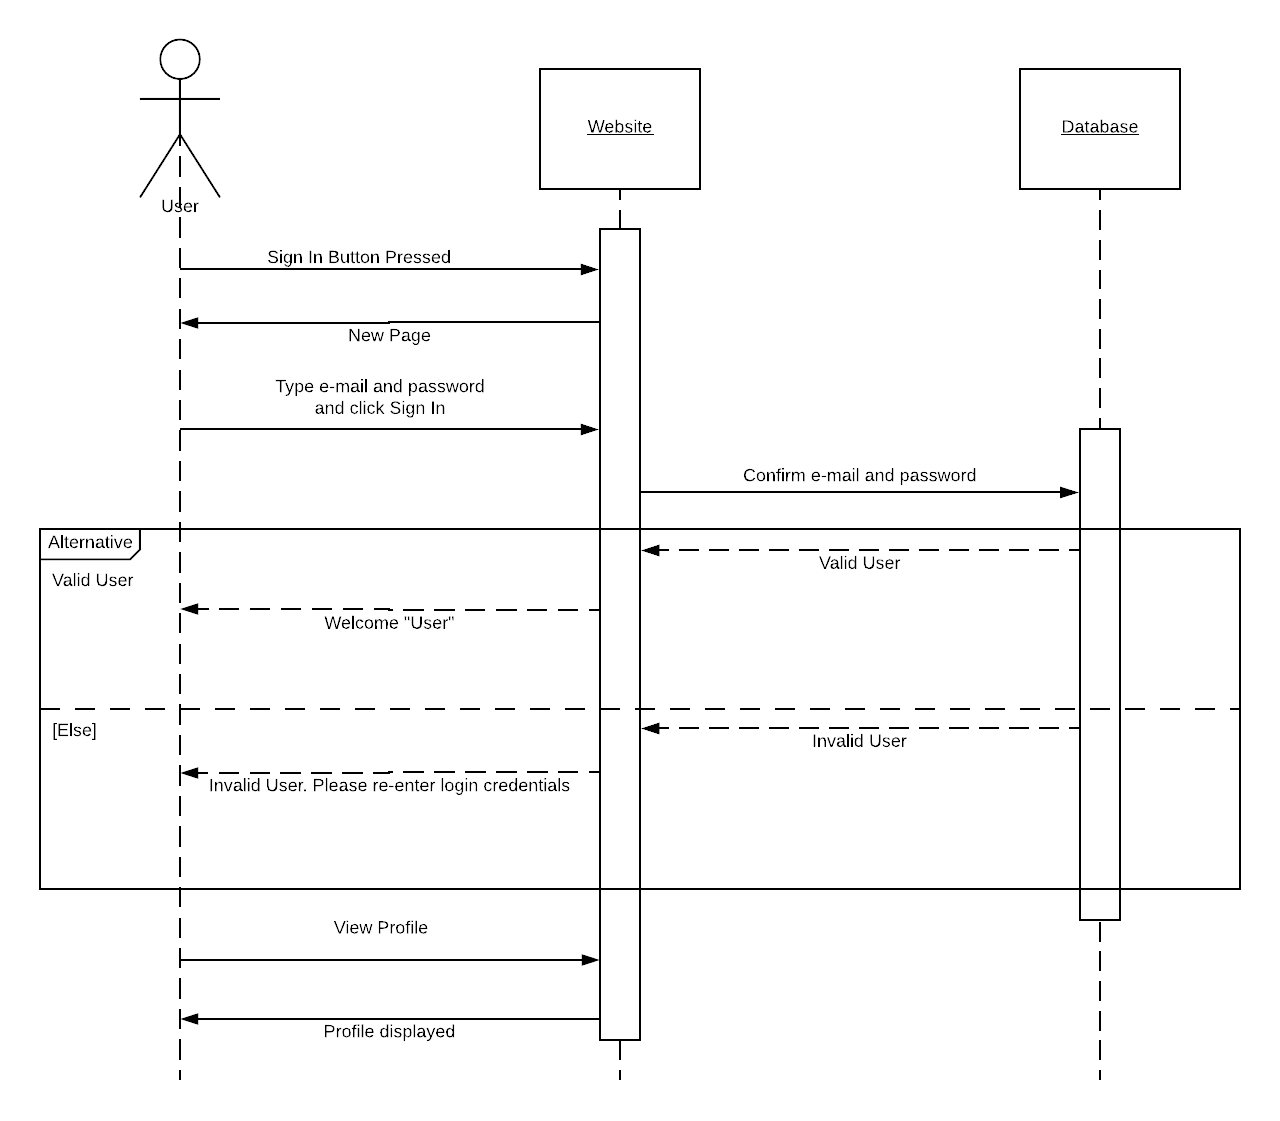 Website
Database
User
Sign In Button Pressed
New Page
Type e-mail and password
and click Sign In
Confirm e-mail and password
Alternative
Valid User
Valid User
Welcome "User"
[Else]
Invalid User
Invalid User. Please re-enter login credentials
View Profile
Profile displayed